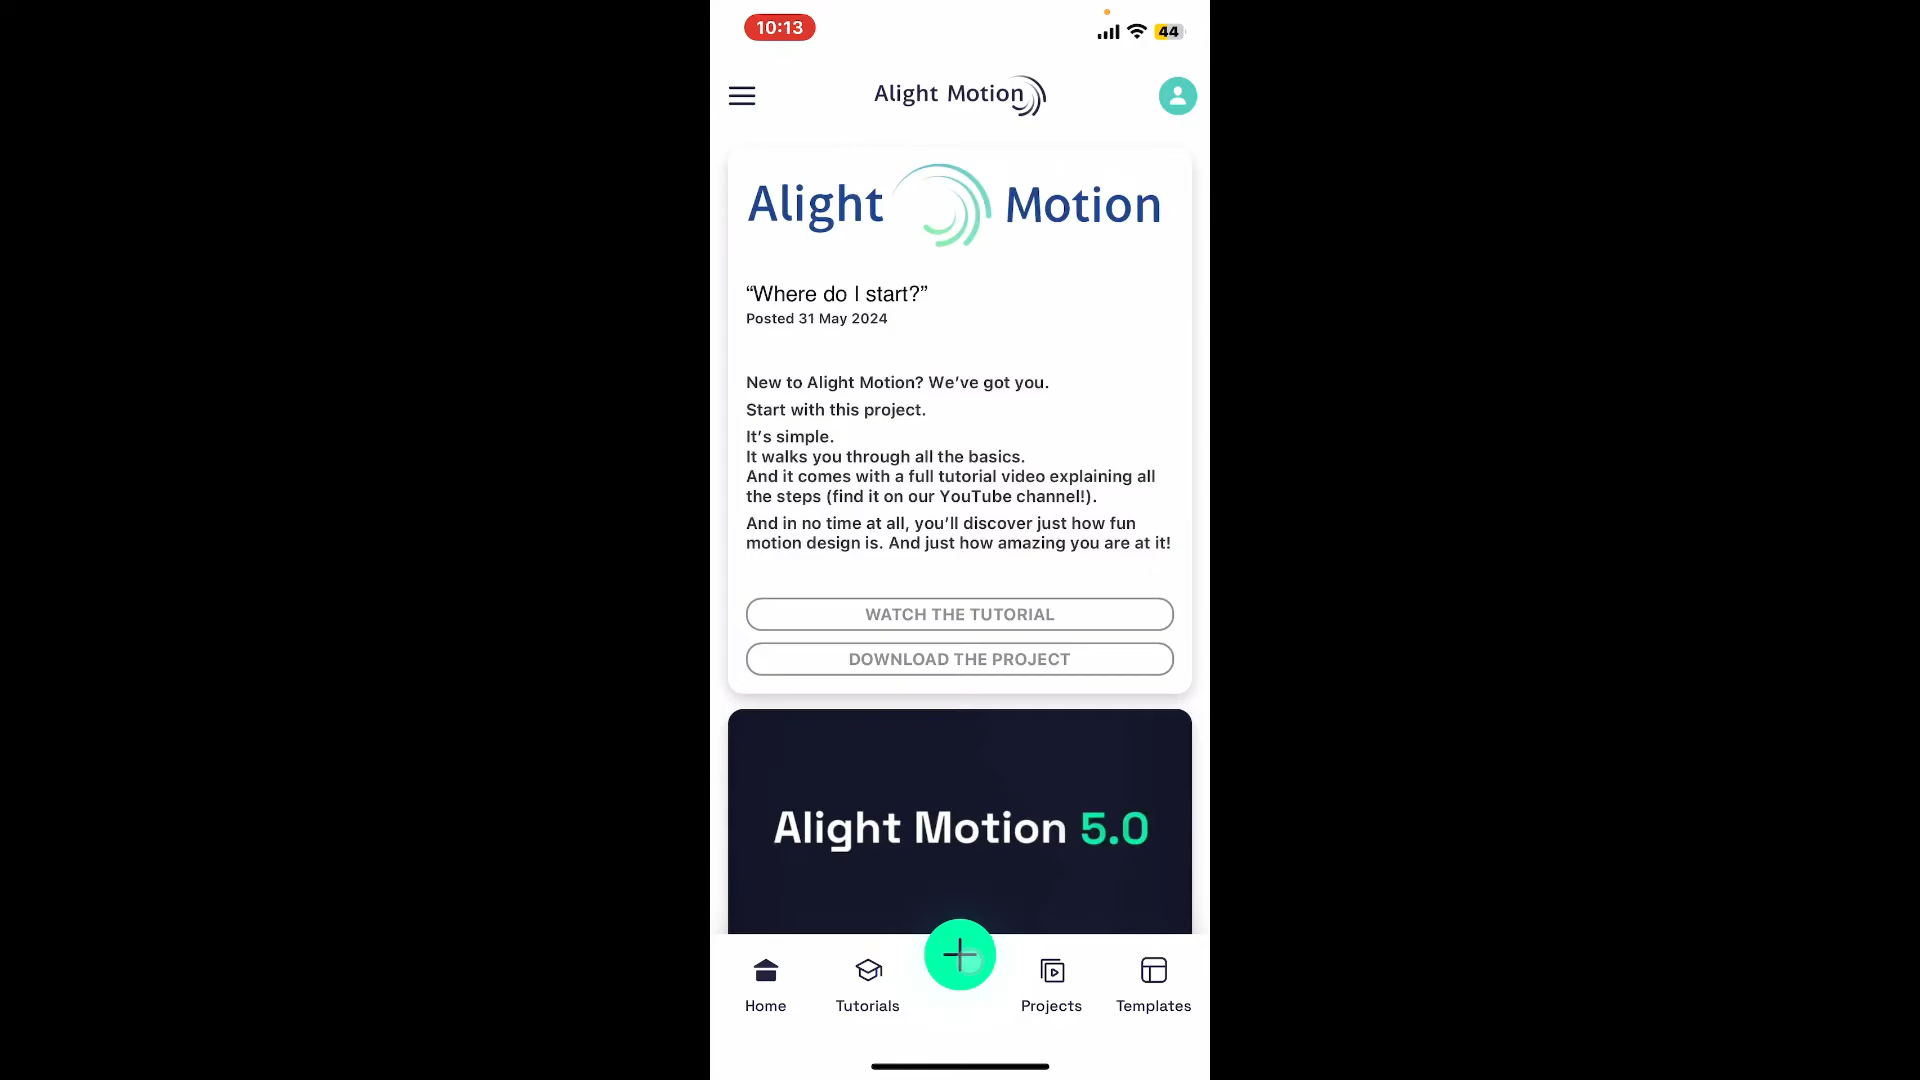 10:13
44
Alight Motion
Alight Motion
“Where do I start?”
Posted 31 May 2024
New to Alight Motion? We’ve got you.
Start with this project.
It’s simple.
It walks you through all the basics.
And it comes with a full tutorial video explaining all
the steps (find it on our YouTube channel!).
And in no time at all, you’ll discover just how fun
motion design is. And just how amazing you are at it!
WATCH THE TUTORIAL
DOWNLOAD THE PROJECT
Alight Motion 5.0
Home
Tutorials
Projects
Templates